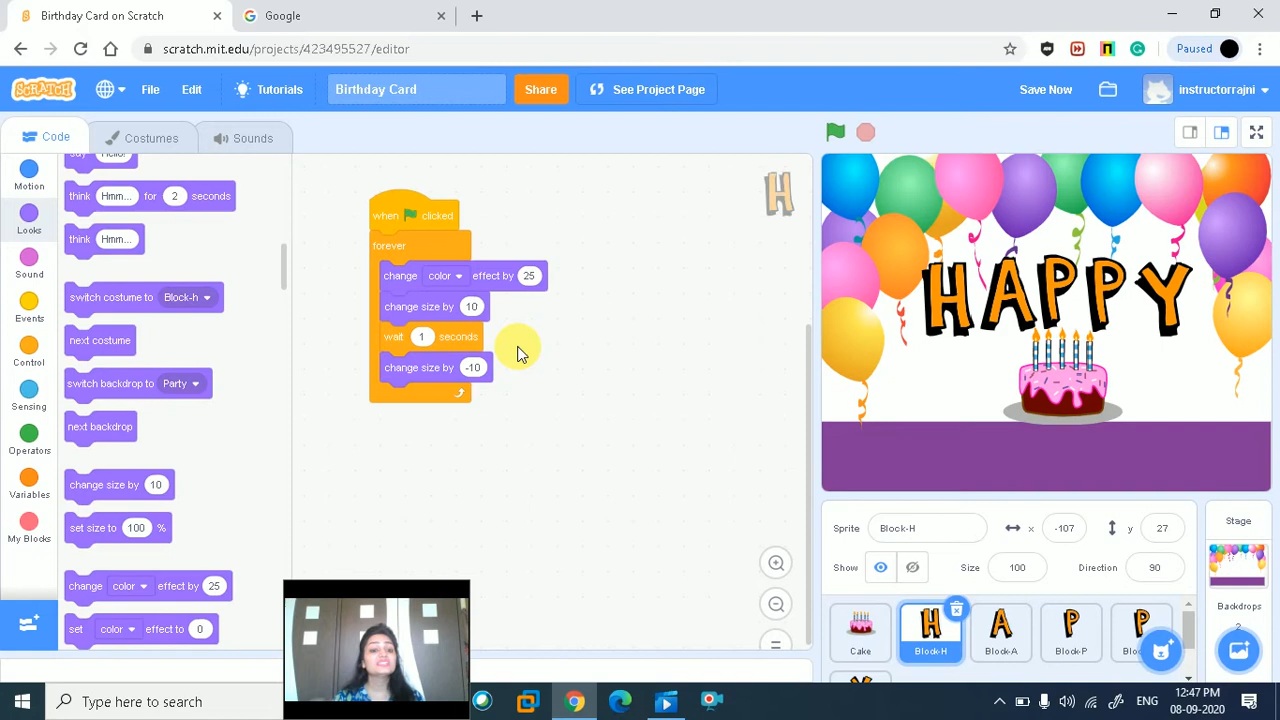 Birthday Card on Scratch
Google
scratch.mit.edu/projects/423495527/editor
Paused
SCRATCH
File
Edit
Tutorials
Birthday Card
Share
See Project Page
Save Now
instructorrajni
Code
Costumes
Sounds
Motion
Looks
Sound
Events
Control
Sensing
Operators
Variables
My Blocks
think Hmm... for 2 seconds
think Hmm...
switch costume to Block-h
next costume
switch backdrop to Party
next backdrop
change size by 10
set size to 100 %
change color effect by 25
set color effect to 0
when clicked
forever
change color effect by 25
change size by 10
wait 1 seconds
change size by -10
H
HAPPY
Sprite
Block-H
x
-107
y
27
Show
Size
100
Direction
90
Stage
Backdrops
2
H
A
P
P
Cake
Block-H
Block-A
Block-P
Type here to search
ENG
12:47 PM
08-09-2020